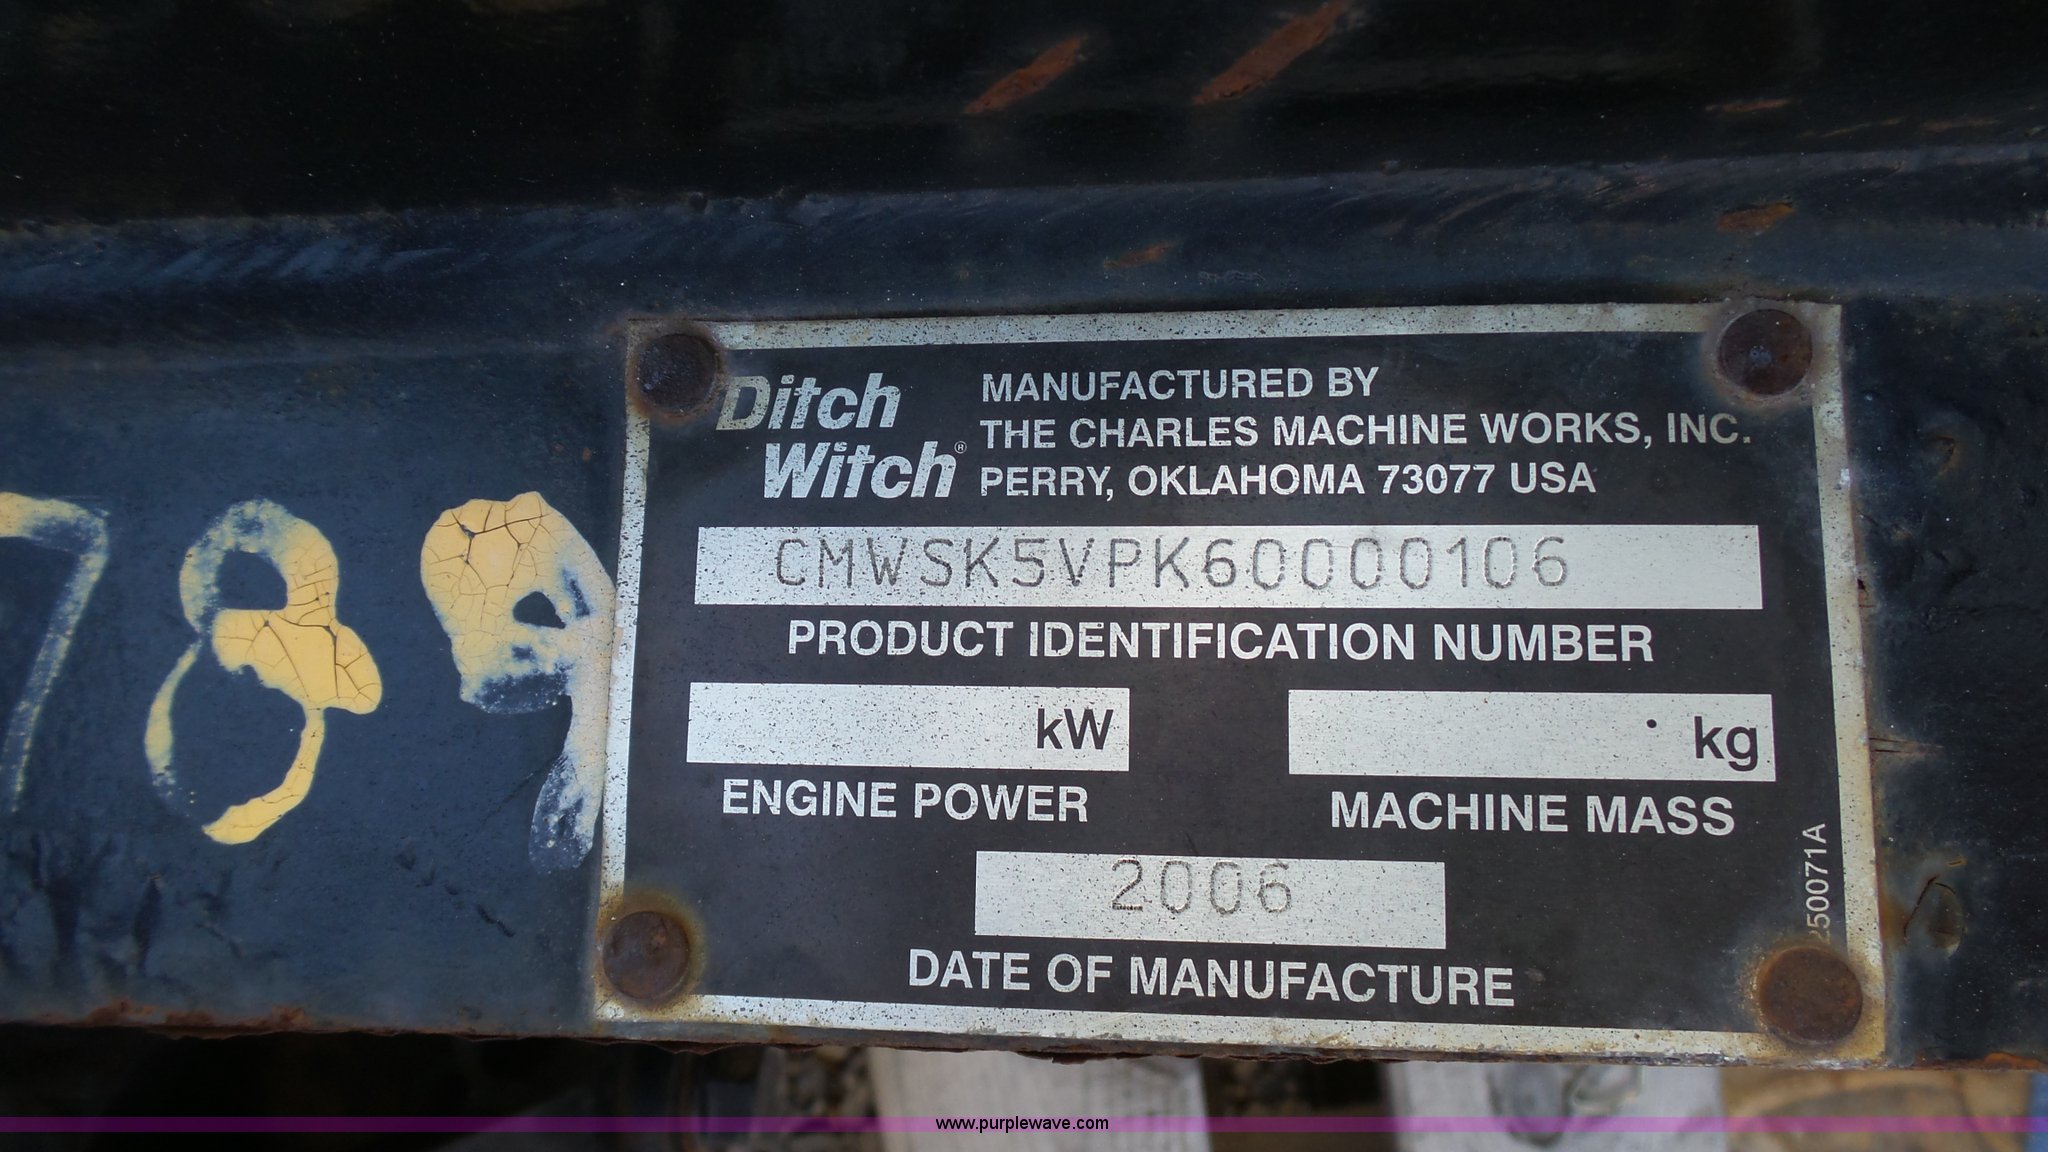 Ditch
Witch®
MANUFACTURED BY
THE CHARLES MACHINE WORKS, INC.
PERRY, OKLAHOMA 73077 USA
CMWSK5VPK60000106
PRODUCT IDENTIFICATION NUMBER
789
kW
kg
ENGINE POWER
MACHINE MASS
2006
DATE OF MANUFACTURE
250071A
www.purplewave.com